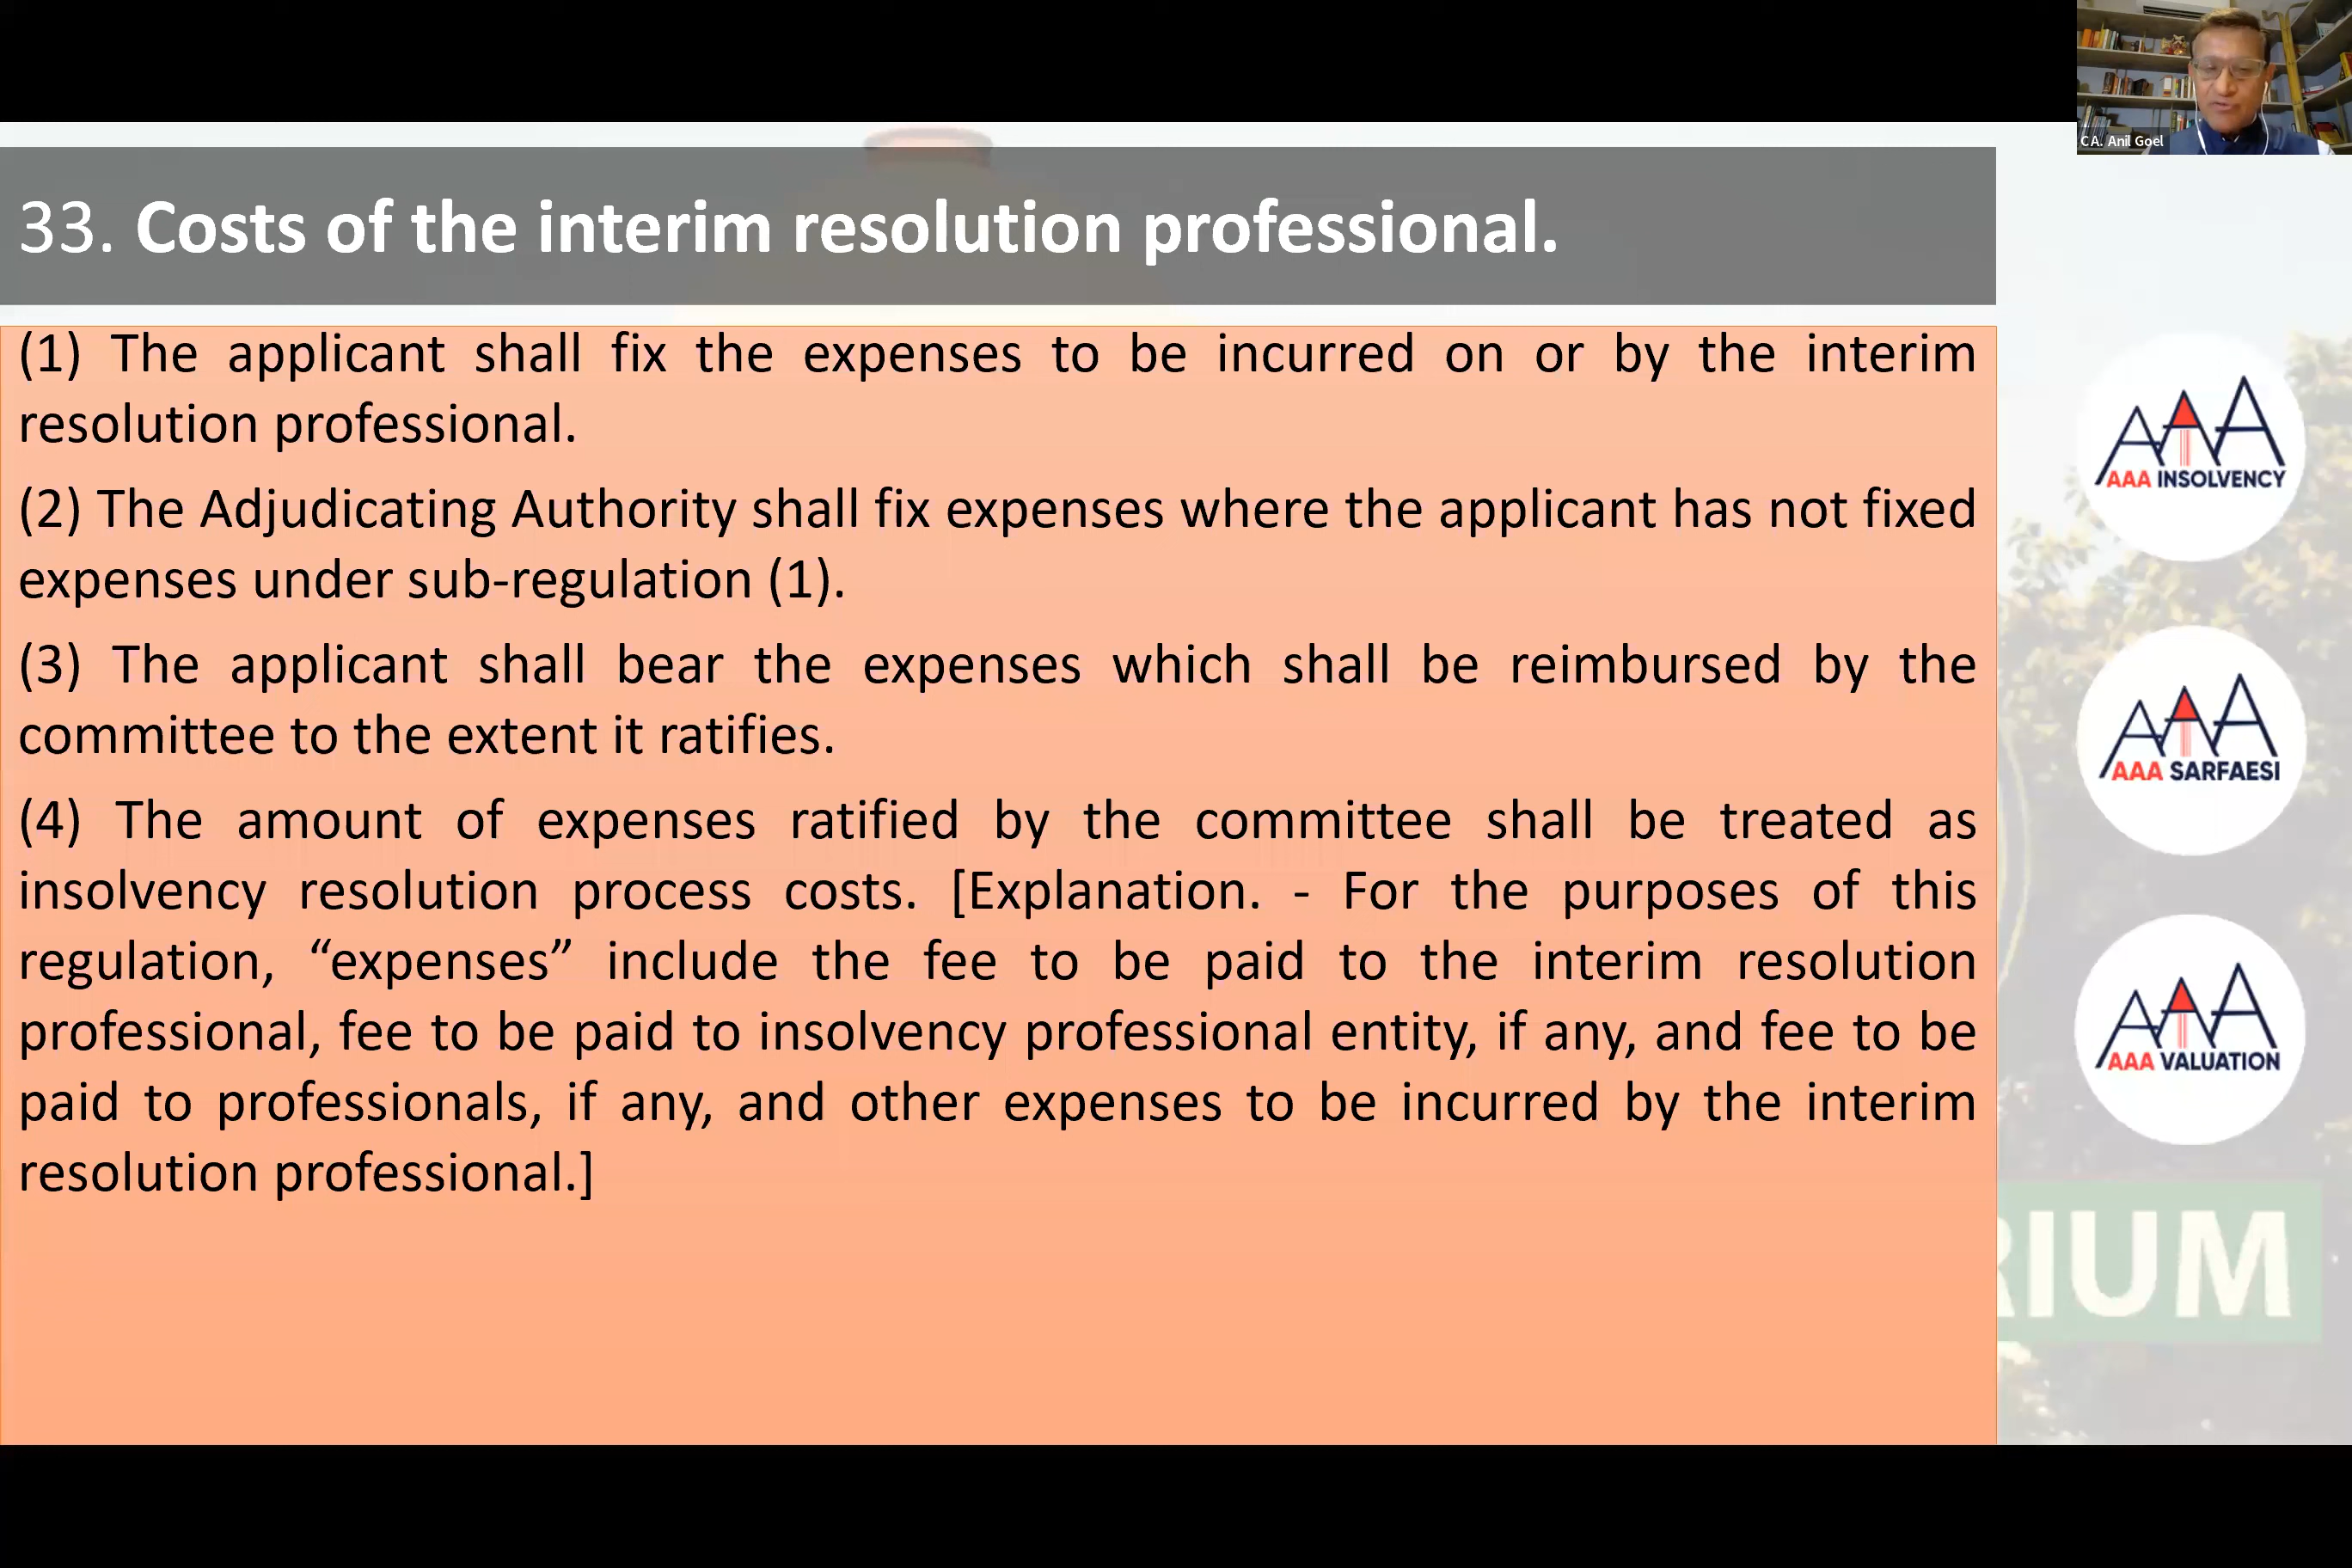 CA. Anil Goel
33. Costs of the interim resolution professional.
(1) The applicant shall fix the expenses to be incurred on or by the interim
resolution professional.
(2) The Adjudicating Authority shall fix expenses where the applicant has not fixed
expenses under sub-regulation (1).
(3) The applicant shall bear the expenses which shall be reimbursed by the
committee to the extent it ratifies.
(4) The amount of expenses ratified by the committee shall be treated as
insolvency resolution process costs. [Explanation. - For the purposes of this
regulation, “expenses” include the fee to be paid to the interim resolution
professional, fee to be paid to insolvency professional entity, if any, and fee to be
paid to professionals, if any, and other expenses to be incurred by the interim
resolution professional.]
AAA
AAA INSOLVENCY
AAA
AAA SARFAESI
AAA
AAA VALUATION
RIUM